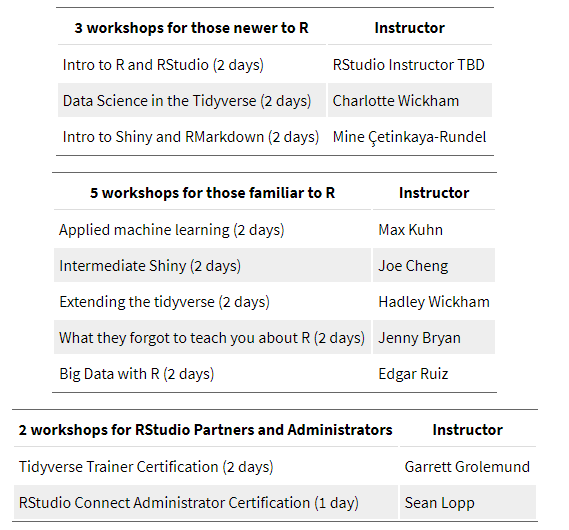 3 workshops for those newer to R Instructor
Intro to R and RStudio (2 days) RStudio Instructor TBD
Data Science in the Tidyverse (2 days) Charlotte Wickham
Intro to Shiny and RMarkdown (2 days) Mine Çetinkaya-Rundel
5 workshops for those familiar to R Instructor
Applied machine learning (2 days) Max Kuhn
Intermediate Shiny (2 days) Joe Cheng
Extending the tidyverse (2 days) Hadley Wickham
What they forgot to teach you about R (2 days) Jenny Bryan
Big Data with R (2 days) Edgar Ruiz
2 workshops for RStudio Partners and Administrators Instructor
Tidyverse Trainer Certification (2 days) Garrett Grolemund
RStudio Connect Administrator Certification (1 day) Sean Lopp